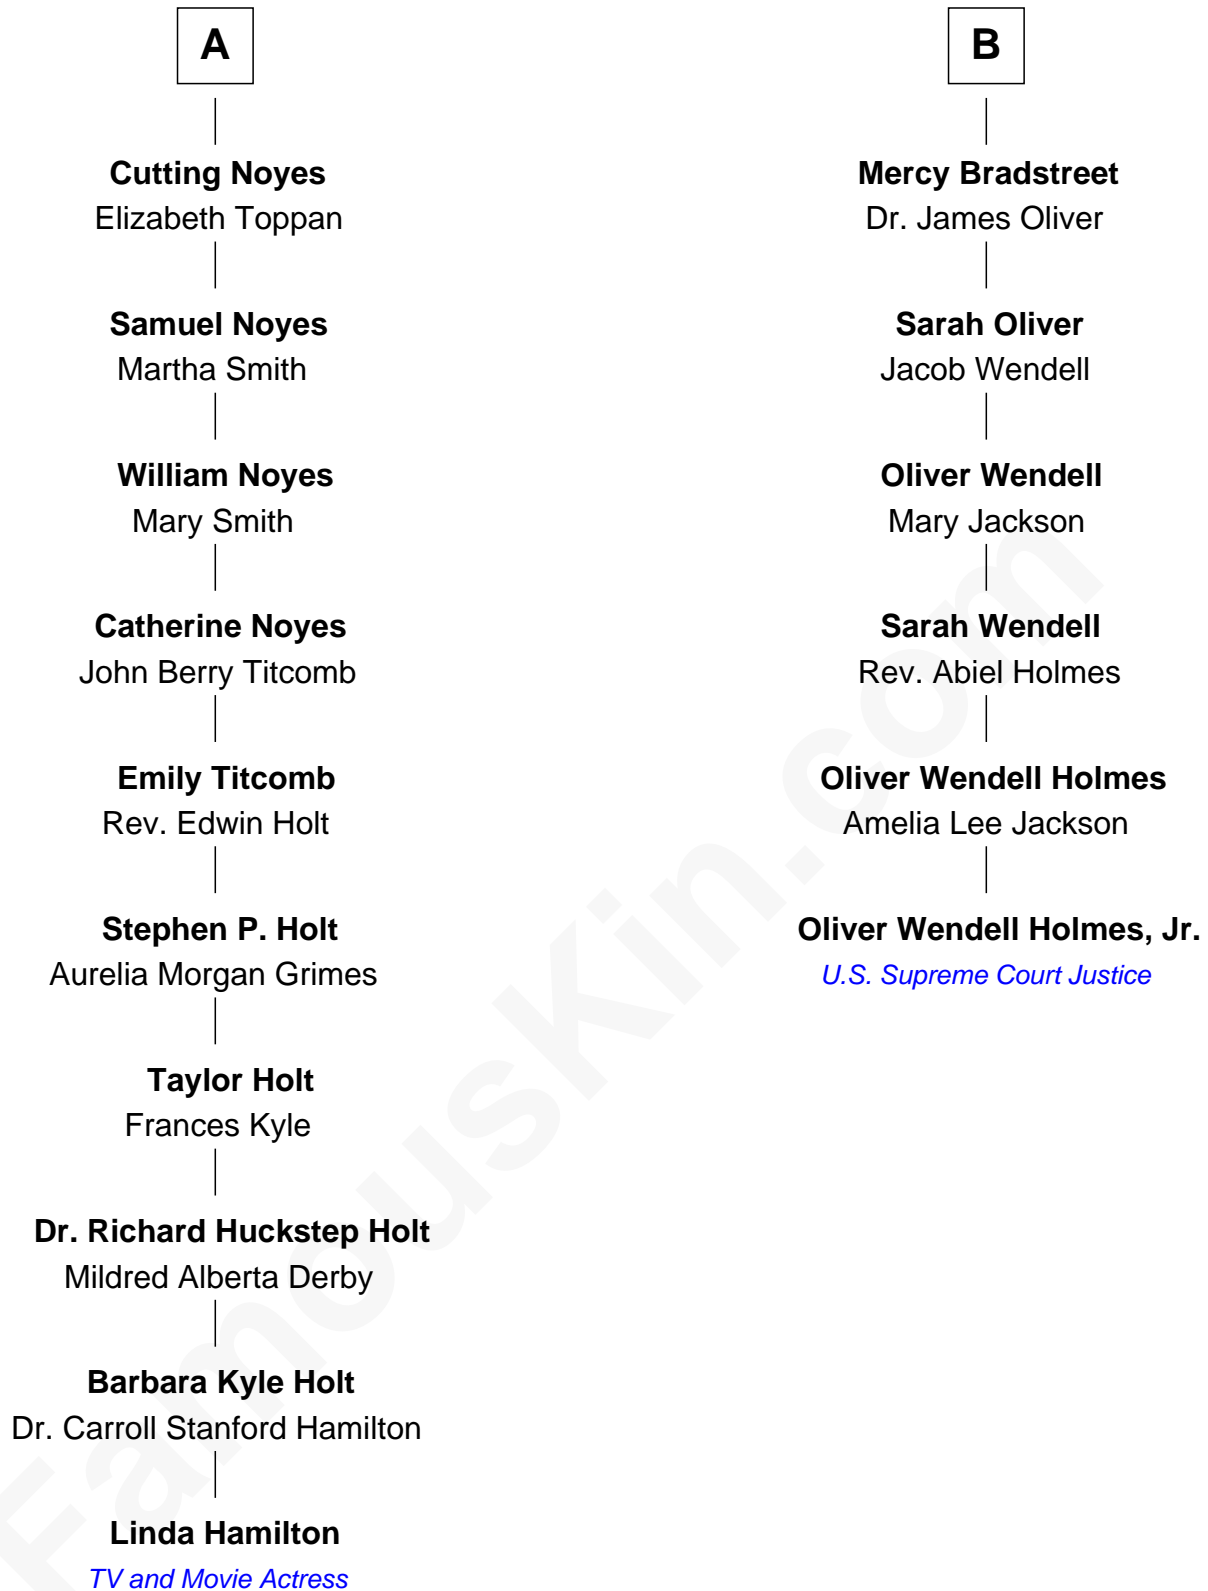 A
Cutting Noyes
Elizabeth Toppan
Samuel Noyes
Martha Smith
William Noyes
Mary Smith
Catherine Noyes
John Berry Titcomb
Emily Titcomb
Rev. Edwin Holt
Stephen P. Holt
Aurelia Morgan Grimes
Taylor Holt
Frances Kyle
Dr. Richard Huckstep Holt
Mildred Alberta Derby
Barbara Kyle Holt
Dr. Carroll Stanford Hamilton
Linda Hamilton
TV and Movie Actress
B
Mercy Bradstreet
Dr. James Oliver
Sarah Oliver
Jacob Wendell
Oliver Wendell
Mary Jackson
Sarah Wendell
Rev. Abiel Holmes
Oliver Wendell Holmes
Amelia Lee Jackson
Oliver Wendell Holmes, Jr.
U.S. Supreme Court Justice
FamousKin.com